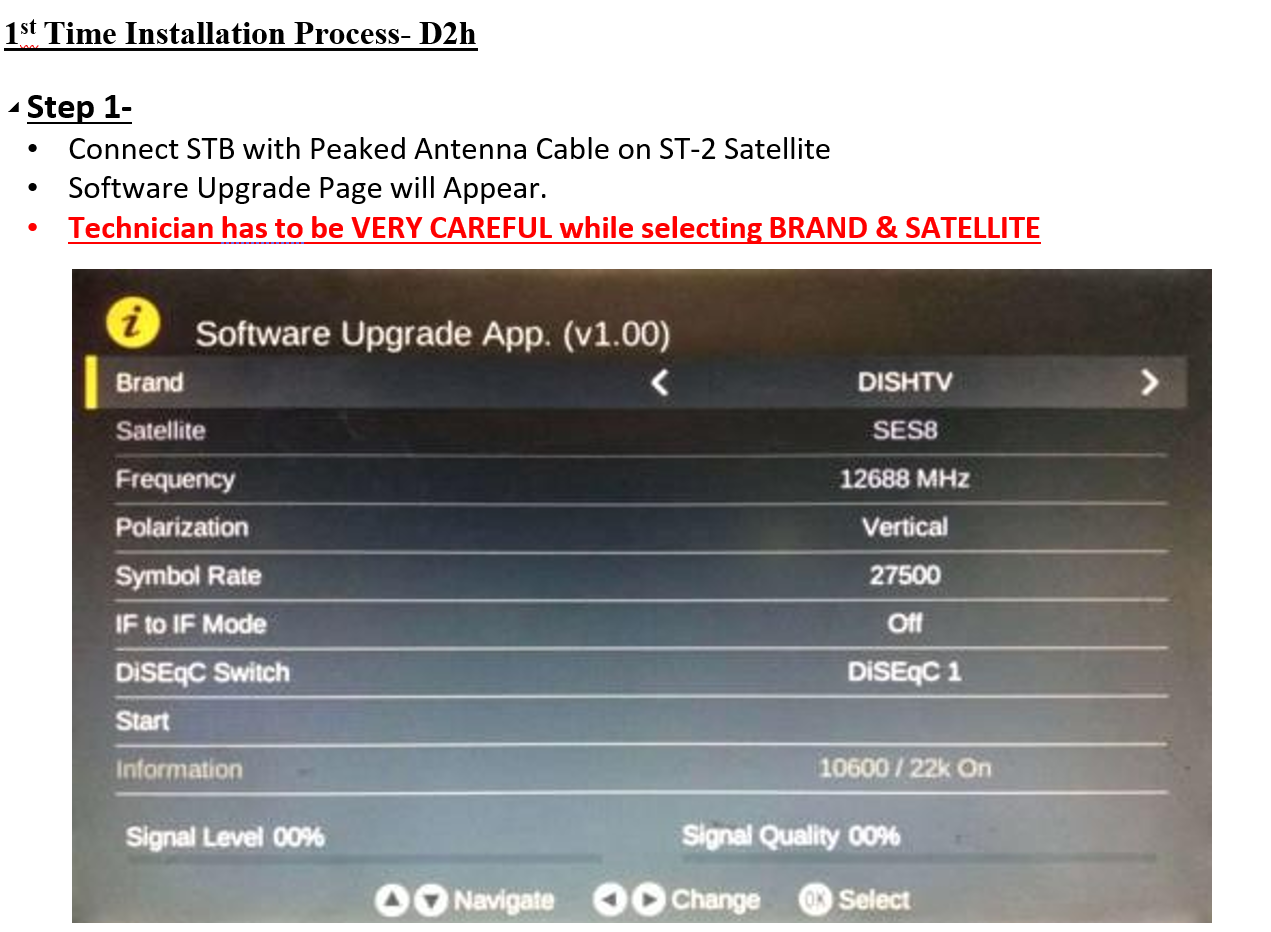 1st Time Installation Process- D2h
Step 1-
• Connect STB with Peaked Antenna Cable on ST-2 Satellite
• Software Upgrade Page will Appear.
• Technician has to be VERY CAREFUL while selecting BRAND & SATELLITE
i Software Upgrade App. (v1.00)
Brand < DISHTV >
Satellite SES8
Frequency 12688 MHz
Polarization Vertical
Symbol Rate 27500
IF to IF Mode Off
DiSEqC Switch DiSEqC 1
Start
Information 10600 / 22k On
Signal Level 00% Signal Quality 00%
Navigate Change OK Select